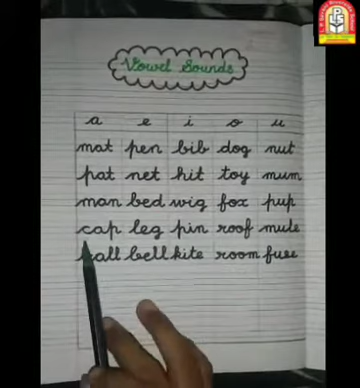 Vowel Sounds
a e i o u
mat pen bib dog nut
pat net hit toy mum
man bed wig fox pup
cap leg pin roof mule
ball bell kite room fuse